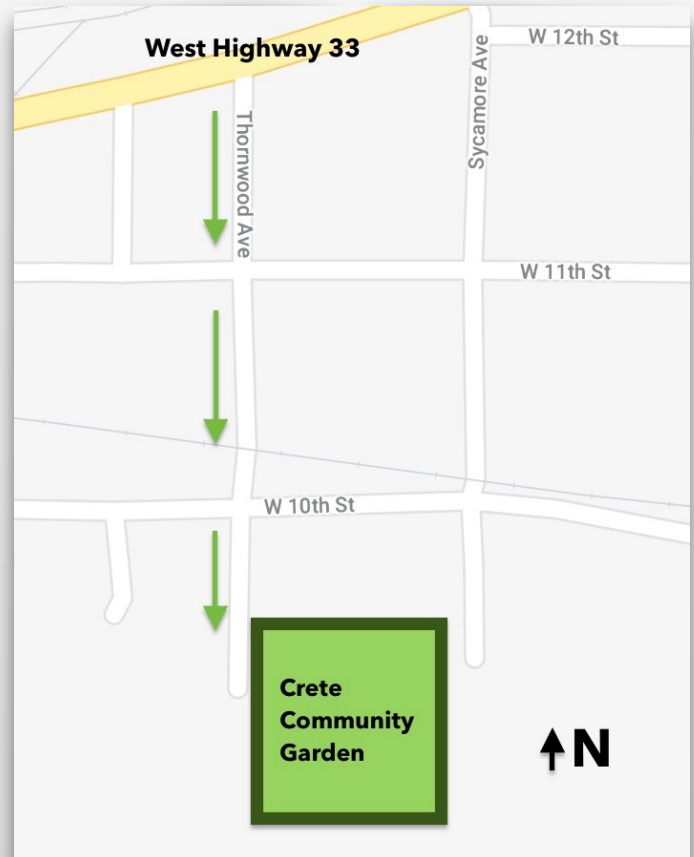 West Highway 33
W 12th St
Sycamore Ave
Thornwood Ave
W 11th St
W 10th St
Crete
Community
Garden
N